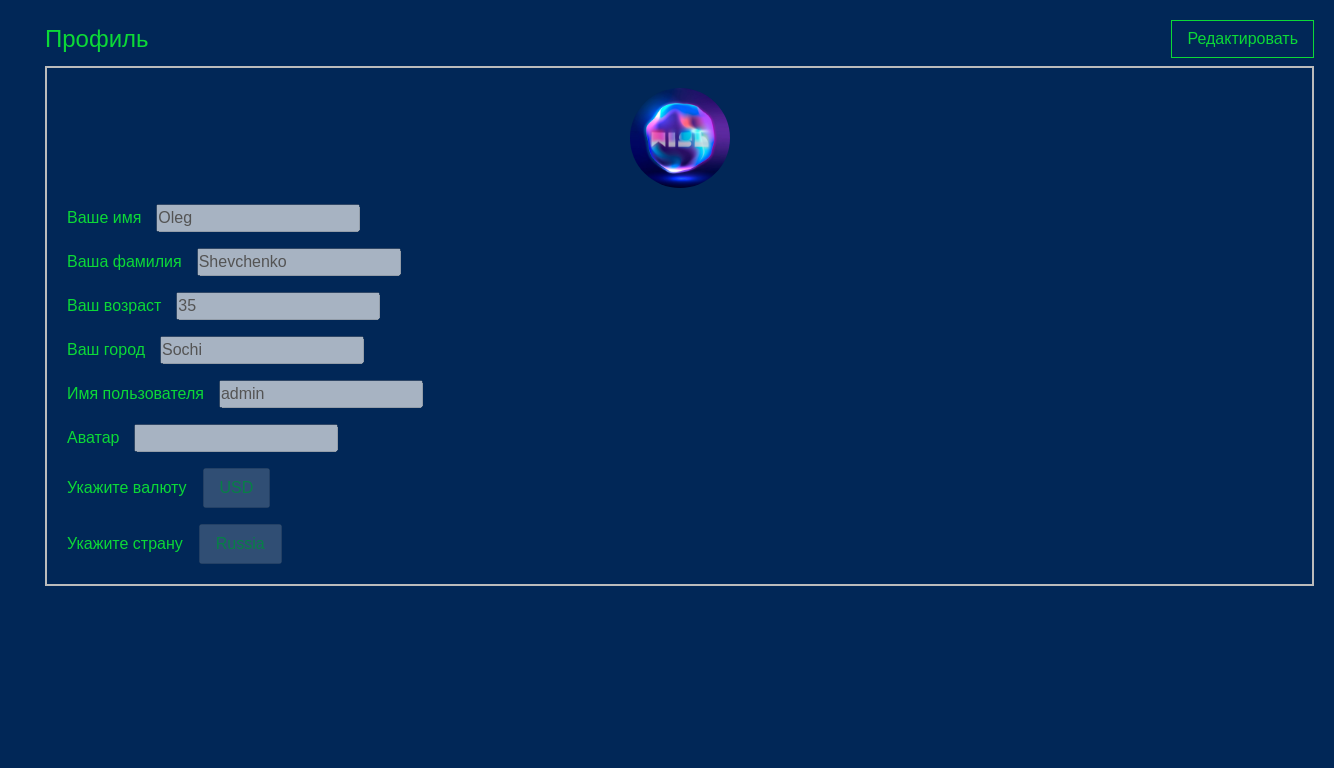 Профиль
Редактировать
Ваше имя Oleg
Ваша фамилия Shevchenko
Ваш возраст 35
Ваш город Sochi
Имя пользователя admin
Аватар
Укажите валюту USD
Укажите страну Russia